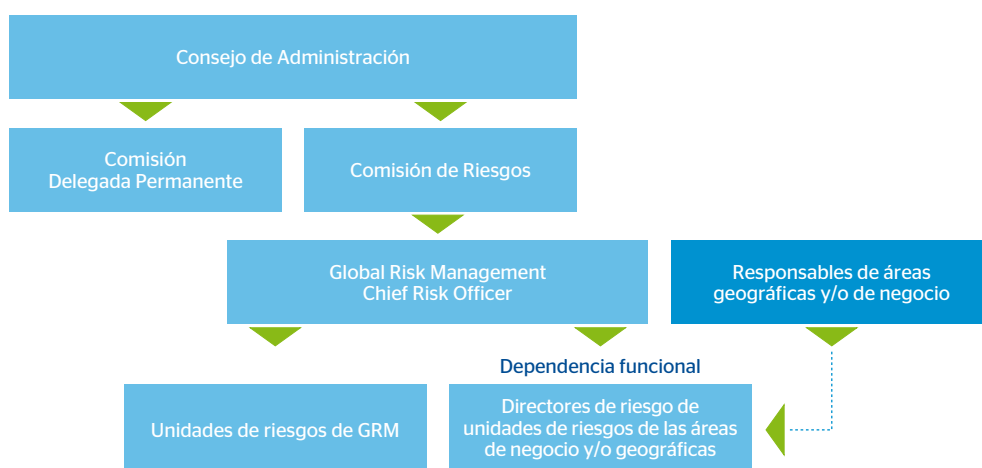 Consejo de Administración
Comisión
Delegada Permanente
Comisión de Riesgos
Global Risk Management
Chief Risk Officer
Responsables de áreas
geográficas y/o de negocio
Dependencia funcional
Unidades de riesgos de GRM
Directores de riesgo de
unidades de riesgos de las áreas
de negocio y/o geográficas